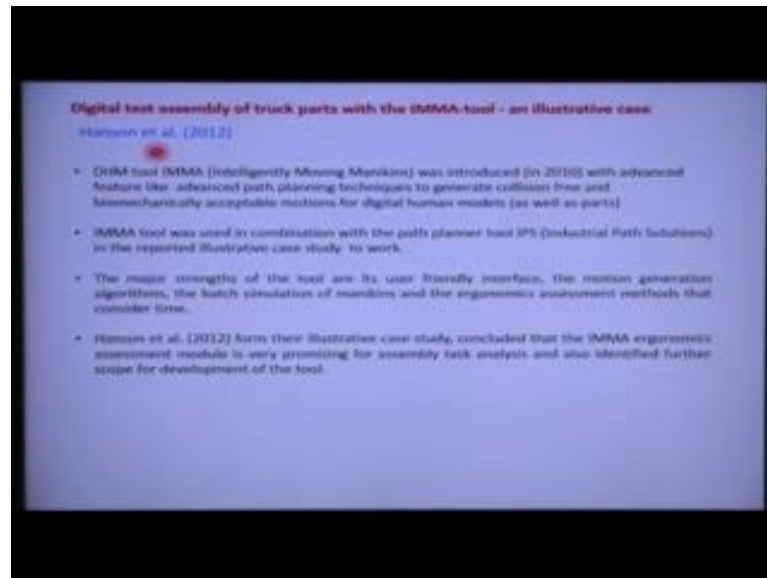 Digital test assembly of truck parts with the IMMA-tool - an illustrative case
Hanson et al. (2012)
• DHM tool IMMA (Intelligently Moving Manikins) was introduced (in 2010) with advanced
feature like advanced path planning techniques to generate collision free and
biomechanically acceptable motions for digital human models (as well as parts)
• IMMA tool was used in combination with the path planner tool IPS (Industrial Path Solutions)
in the reported illustrative case study to work.
• The major strengths of the tool are its user friendly interface, the motion generation
algorithms, the batch simulation of manikins and the ergonomics assessment methods that
consider time.
• Hanson et al. (2012) form their illustrative case study, concluded that the IMMA ergonomics
assessment module is very promising for assembly task analysis and also identified further
scope for development of the tool.